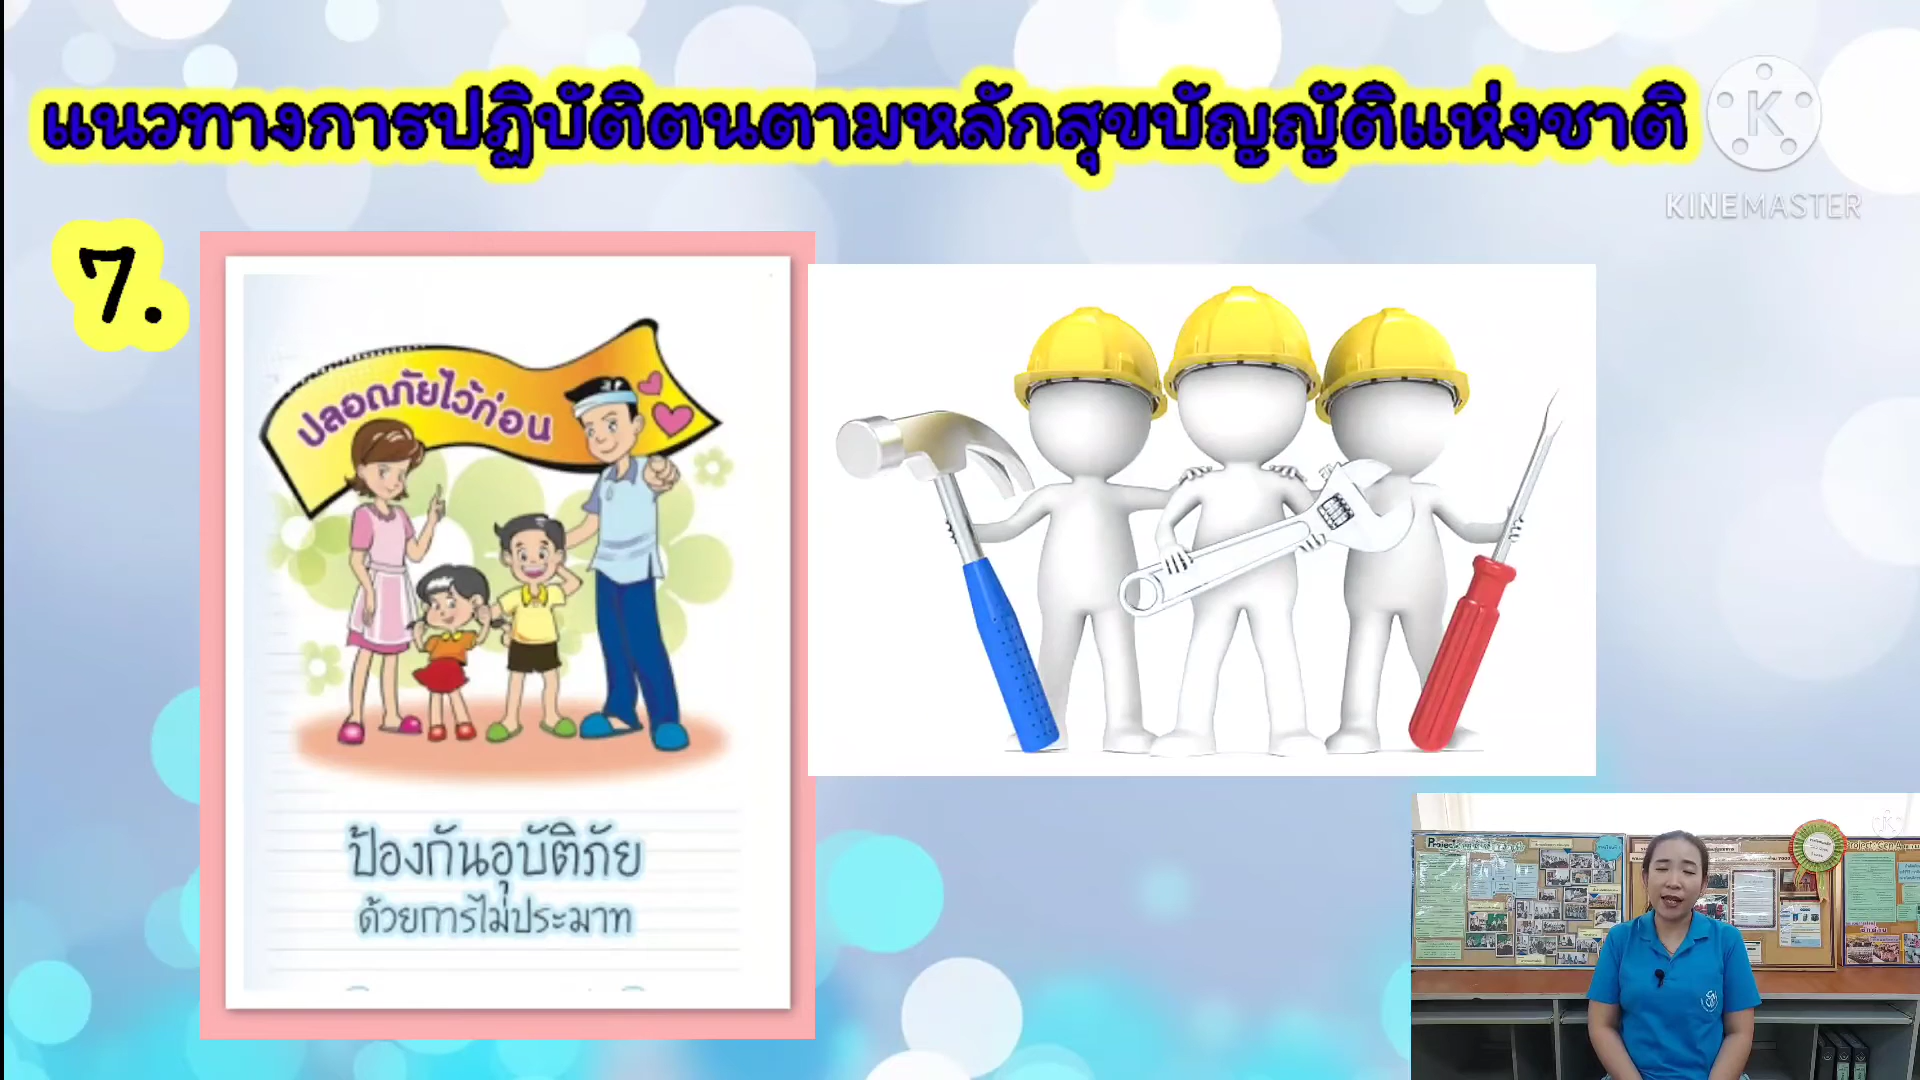 แนวทางการปฏิบัติตนตามหลักสุขบัญญัติแห่งชาติ
K
KINEMASTER
7.
ปลอดภัยไว้ก่อน
ป้องกันอุบัติภัย
ด้วยการไม่ประมาท